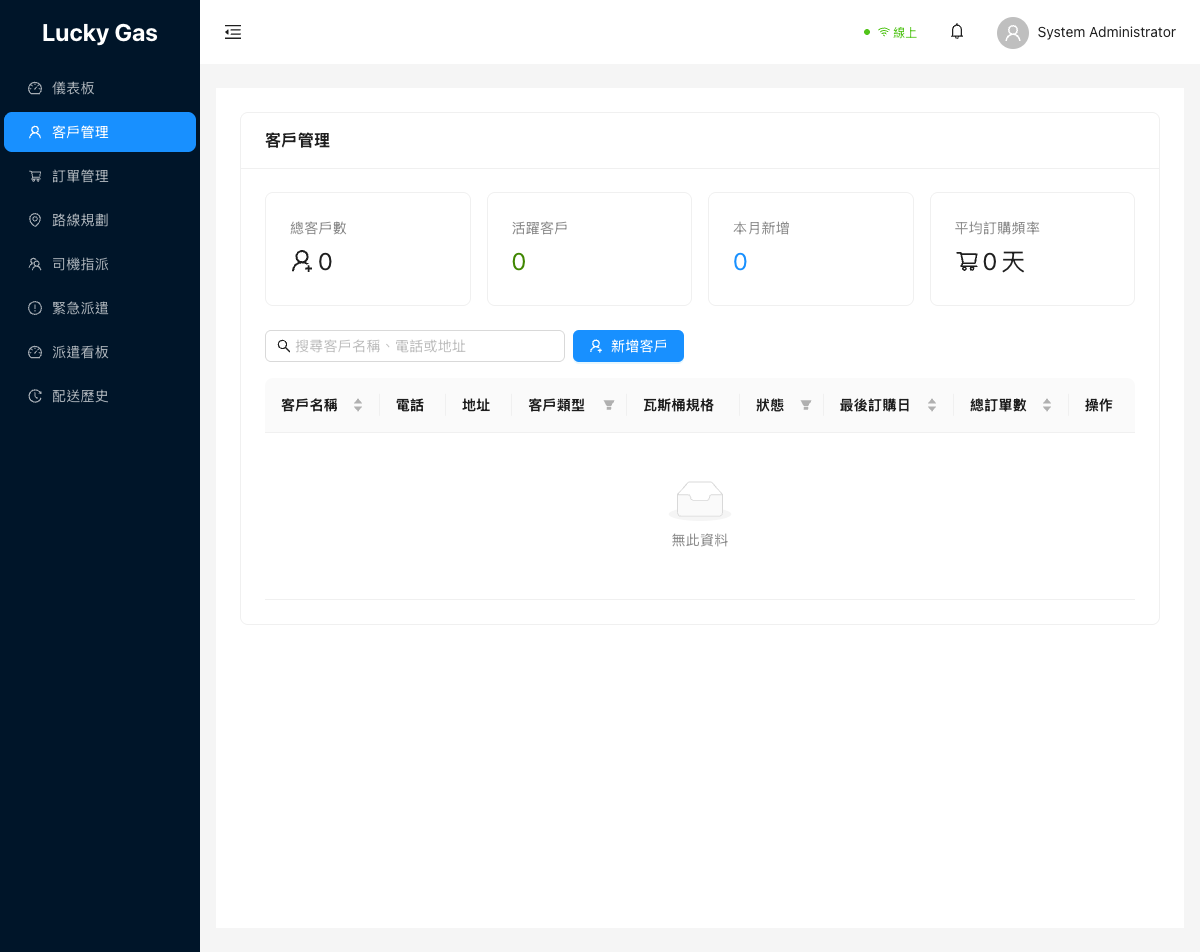 Lucky Gas
線上
System Administrator
儀表板
客戶管理
訂單管理
路線規劃
司機指派
緊急派遣
派遣看板
配送歷史
客戶管理
總客戶數
0
活躍客戶
0
本月新增
0
平均訂購頻率
0 天
搜尋客戶名稱、電話或地址
新增客戶
客戶名稱 電話 地址 客戶類型 瓦斯桶規格 狀態 最後訂購日 總訂單數 操作
無此資料